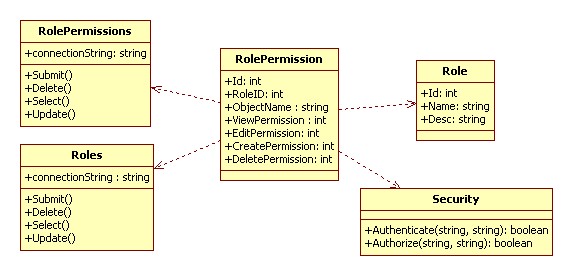 RolePermissions
+connectionString: string
+Submit()
+Delete()
+Select()
+Update()
Roles
+connectionString : string
+Submit()
+Delete()
+Select()
+Update()
RolePermission
+Id: int
+RoleID: int
+ObjectName : string
+ViewPermission : int
+EditPermission: int
+CreatePermission: int
+DeletePermission: int
Role
+Id: int
+Name: string
+Desc: string
Security
+Authenticate(string, string): boolean
+Authorize(string, string): boolean